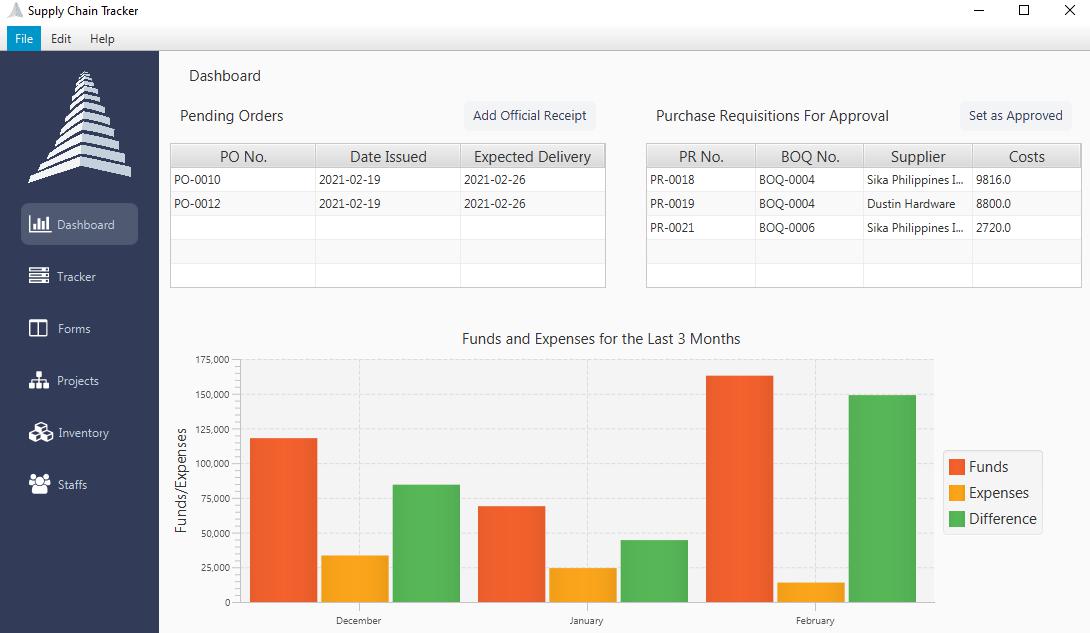 Supply Chain Tracker
File Edit Help
Dashboard
Tracker
Forms
Projects
Inventory
Staffs
Dashboard
Pending Orders
Add Official Receipt
PO No. Date Issued Expected Delivery
PO-0010 2021-02-19 2021-02-26
PO-0012 2021-02-19 2021-02-26
Purchase Requisitions For Approval
Set as Approved
PR No. BOQ No. Supplier Costs
PR-0018 BOQ-0004 Sika Philippines I... 9816.0
PR-0019 BOQ-0004 Dustin Hardware 8800.0
PR-0021 BOQ-0006 Sika Philippines I... 2720.0
Funds and Expenses for the Last 3 Months
Funds/Expenses
175,000
150,000
125,000
100,000
75,000
50,000
25,000
0
December January February
Funds
Expenses
Difference